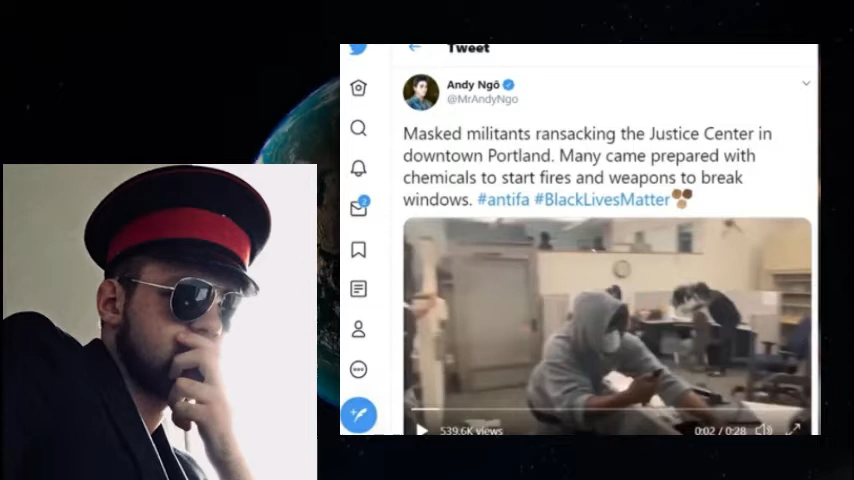 Tweet
Andy Ngô
@MrAndyNgo
Masked militants ransacking the Justice Center in
downtown Portland. Many came prepared with
chemicals to start fires and weapons to break
windows. #antifa #BlackLivesMatter
2
539.6K views
0:02 / 0:28